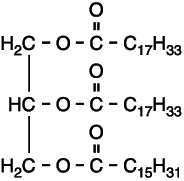 O
H₂C – O – C – C₁₇H₃₃
O
HC – O – C – C₁₇H₃₃
O
H₂C – O – C – C₁₅H₃₁